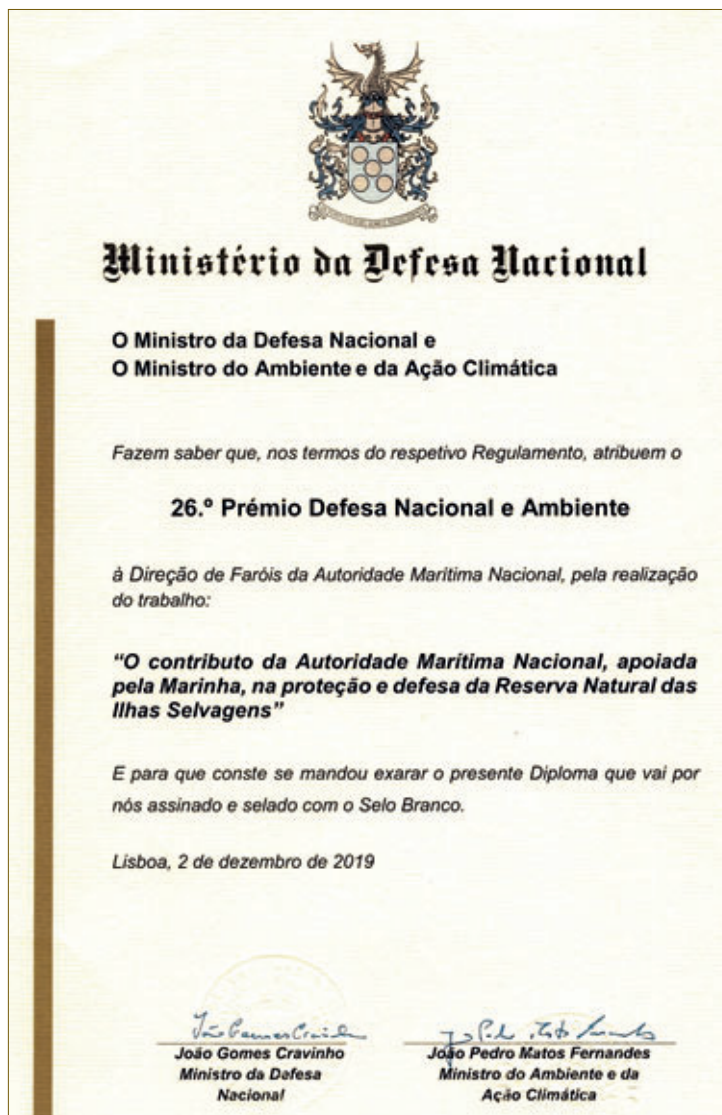 Ministério da Defesa Nacional
O Ministro da Defesa Nacional e
O Ministro do Ambiente e da Ação Climática
Fazem saber que, nos termos do respetivo Regulamento, atribuem o
26.º Prémio Defesa Nacional e Ambiente
à Direção de Faróis da Autoridade Marítima Nacional, pela realização
do trabalho:
“O contributo da Autoridade Marítima Nacional, apoiada
pela Marinha, na proteção e defesa da Reserva Natural das
Ilhas Selvagens”
E para que conste se mandou exarar o presente Diploma que vai por
nós assinado e selado com o Selo Branco.
Lisboa, 2 de dezembro de 2019
João Gomes Cravinho
Ministro da Defesa
Nacional
João Pedro Matos Fernandes
Ministro do Ambiente e da
Ação Climática